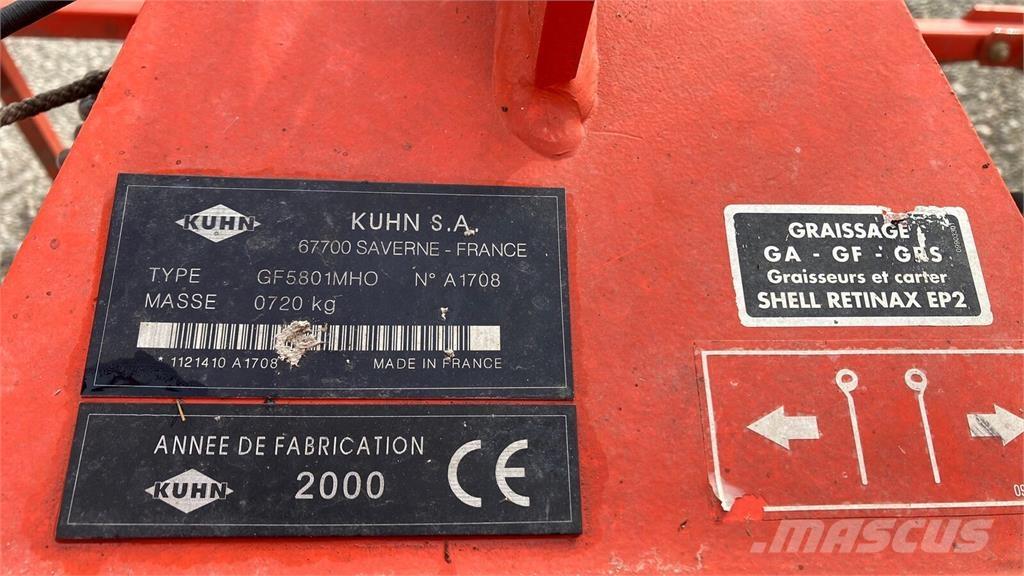 KUHN
KUHN S.A.
67700 SAVERNE - FRANCE
TYPE GF5801MHO N° A1708
MASSE 0720 kg
* 1121410 A1708
MADE IN FRANCE
ANNEE DE FABRICATION
KUHN 2000 CE
GRAISSAGE
GA - GF - GRS
Graisseurs et carter
SHELL RETINAX EP2
09
MASCUS